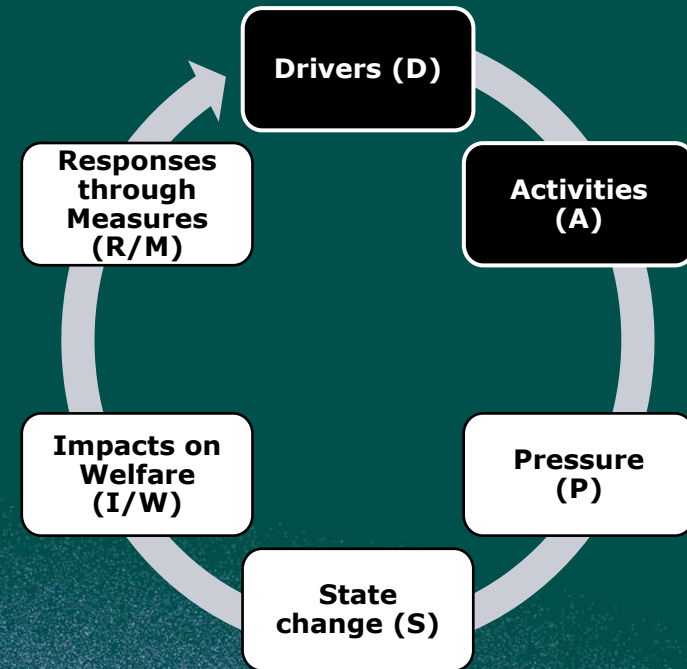 Drivers (D)
Activities
(A)
Pressure
(P)
State
change (S)
Impacts on
Welfare
(I/W)
Responses
through
Measures
(R/M)